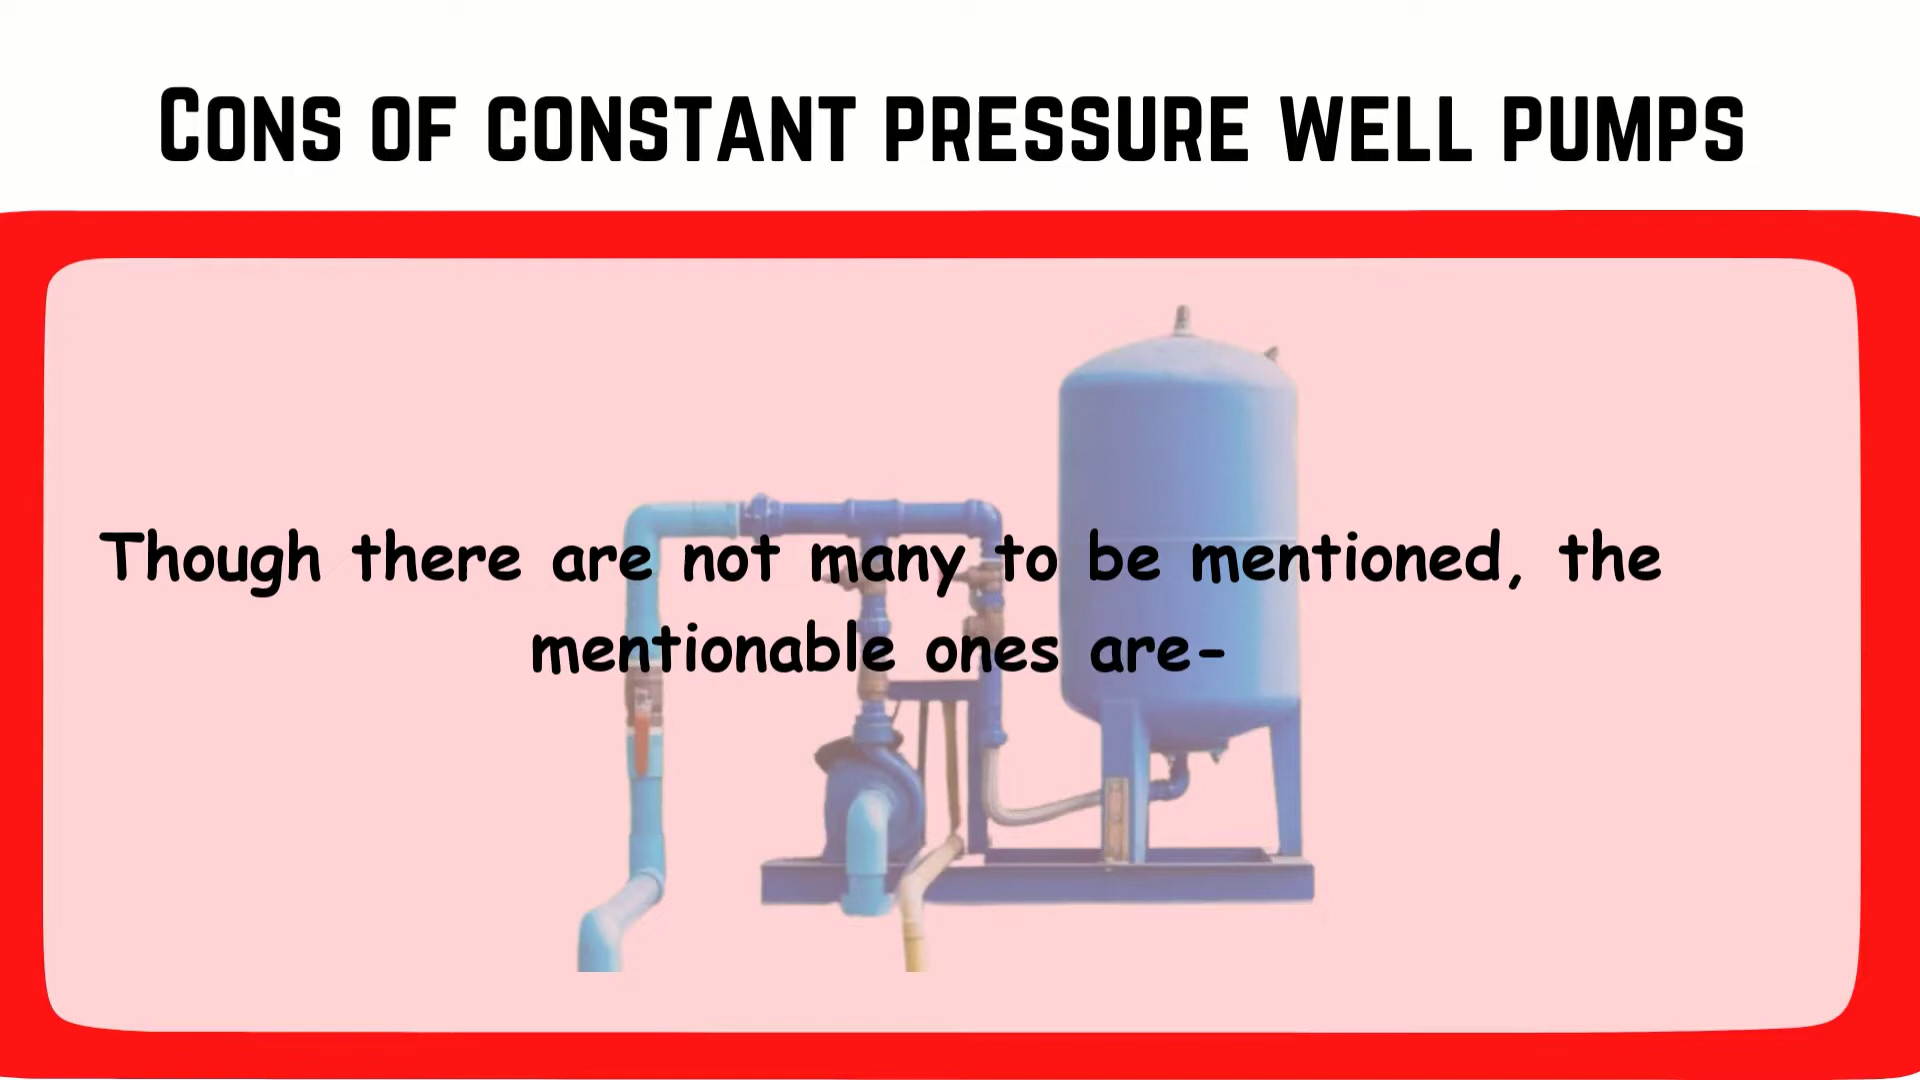 Cons of constant pressure well pumps
Though there are not many to be mentioned, the
mentionable ones are-